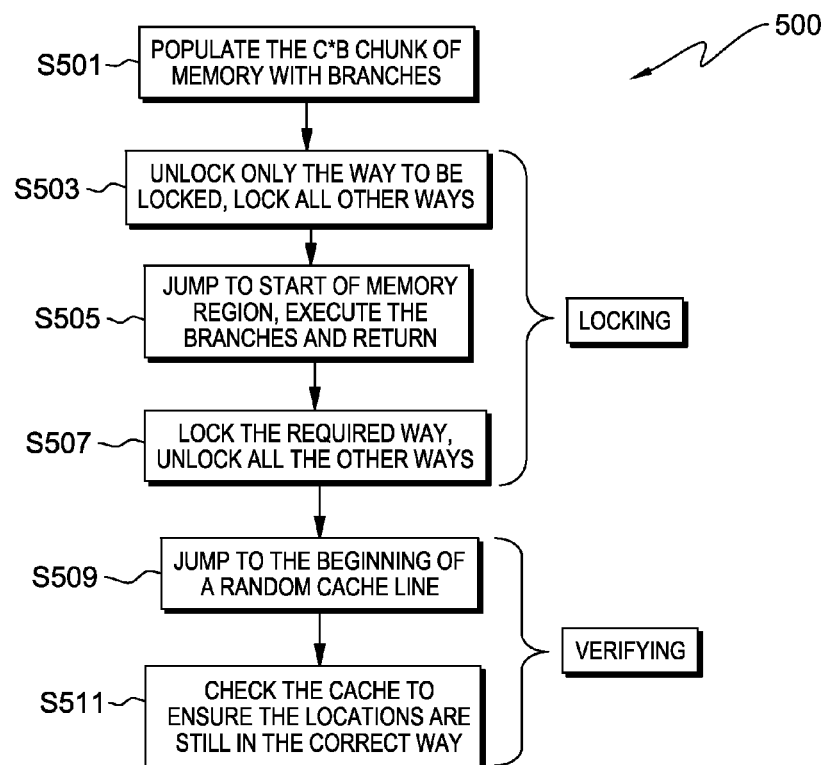 500
S501
POPULATE THE C*B CHUNK OF
MEMORY WITH BRANCHES
S503
UNLOCK ONLY THE WAY TO BE
LOCKED, LOCK ALL OTHER WAYS
S505
JUMP TO START OF MEMORY
REGION, EXECUTE THE
BRANCHES AND RETURN
LOCKING
S507
LOCK THE REQUIRED WAY,
UNLOCK ALL THE OTHER WAYS
S509
JUMP TO THE BEGINNING OF
A RANDOM CACHE LINE
VERIFYING
S511
CHECK THE CACHE TO
ENSURE THE LOCATIONS ARE
STILL IN THE CORRECT WAY